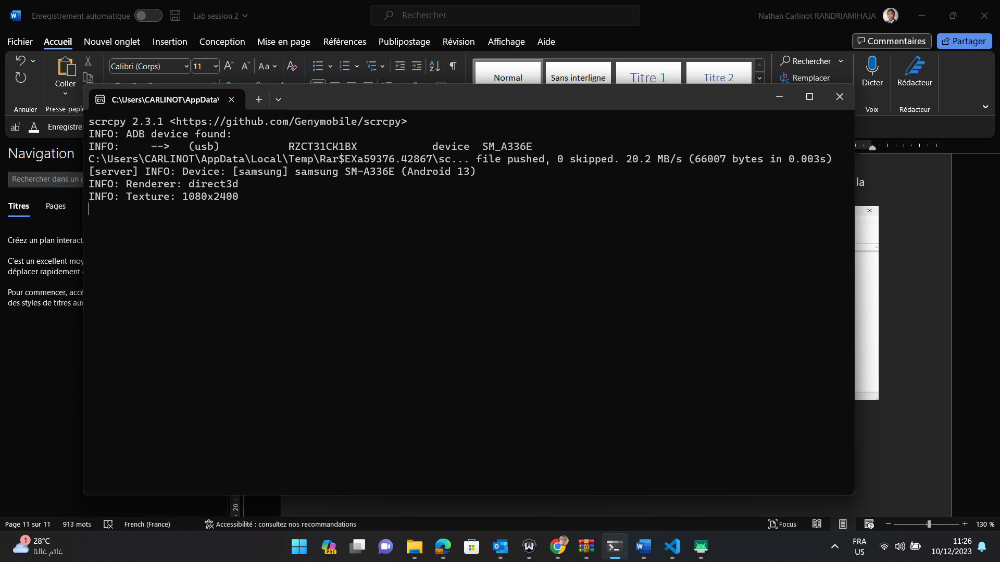 Enregistrement automatique
Lab session 2
Rechercher
Nathan Carlinot RANDRIAMIHAJA
Fichier Accueil Nouvel onglet Insertion Conception Mise en page Références Publipostage Révision Affichage Aide
Commentaires
Partager
Calibri (Corps) 11
Coller
Annuler
Presse-papi
Normal
Sans interligne
Titre 1
Titre 2
Rechercher
Remplacer
Dicter
Voix
Rédacteur
Rédacteur
Enregistre
Navigation
Rechercher dans un
Titres Pages
Créez un plan interact
C'est un excellent moy
déplacer rapidement
Pour commencer, accé
des styles de titres aux
C:\Users\CARLINOT\AppData\
scrcpy 2.3.1 <https://github.com/Genymobile/scrcpy>
INFO: ADB device found:
INFO:     -->   (usb)           RZCT31CK1BX            device  SM_A336E
C:\Users\CARLINOT\AppData\Local\Temp\Rar$EXa59376.42867\sc... file pushed, 0 skipped. 20.2 MB/s (66007 bytes in 0.003s)
[server] INFO: Device: [samsung] samsung SM-A336E (Android 13)
INFO: Renderer: direct3d
INFO: Texture: 1080x2400
la
20
Page 11 sur 11 913 mots French (France) Accessibilité : consultez nos recommandations
Focus
130 %
1
28°C
غائم غالبًا
PRE
FRA
US
11:26
10/12/2023